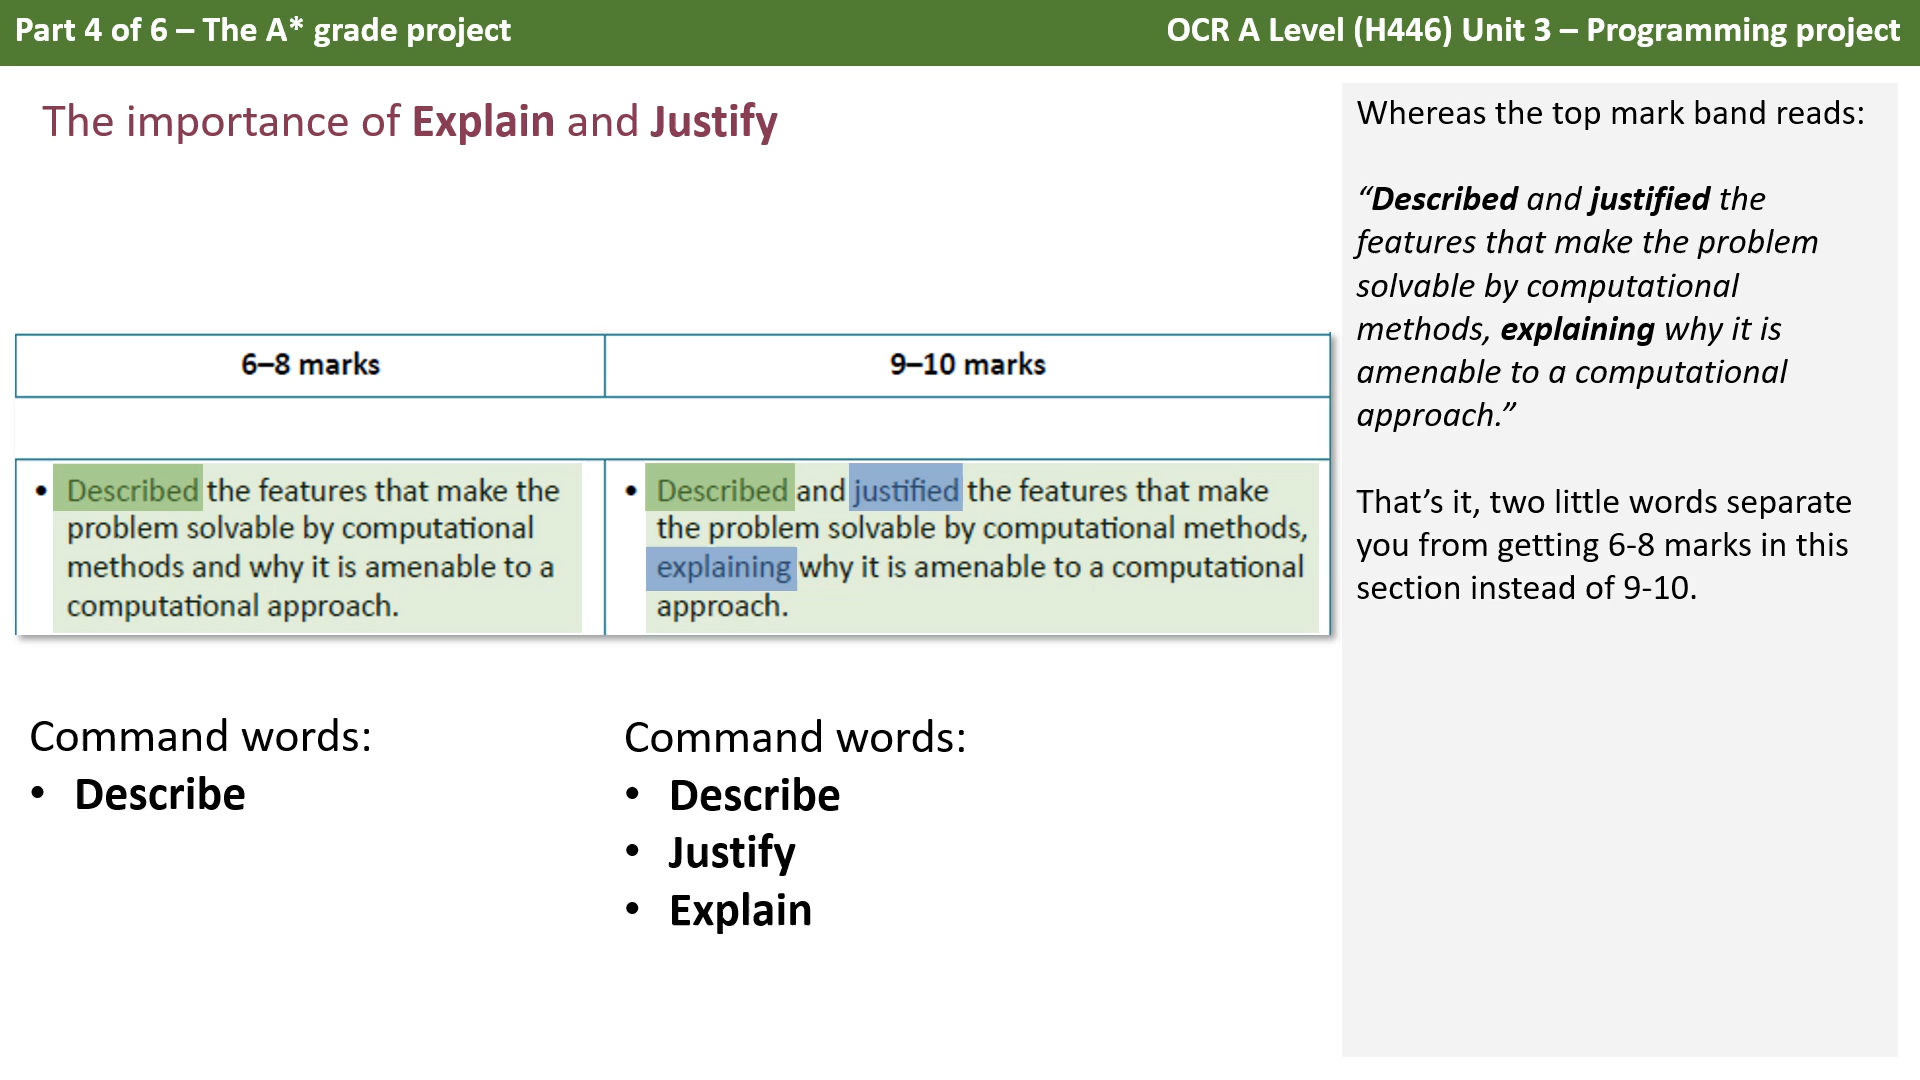 Part 4 of 6 – The A* grade project
OCR A Level (H446) Unit 3 – Programming project
The importance of Explain and Justify
6–8 marks
9–10 marks
• Described the features that make the
problem solvable by computational
methods and why it is amenable to a
computational approach.
• Described and justified the features that make
the problem solvable by computational methods,
explaining why it is amenable to a computational
approach.
Command words:
• Describe
Command words:
• Describe
• Justify
• Explain
Whereas the top mark band reads:
“Described and justified the
features that make the problem
solvable by computational
methods, explaining why it is
amenable to a computational
approach.”
That’s it, two little words separate
you from getting 6-8 marks in this
section instead of 9-10.